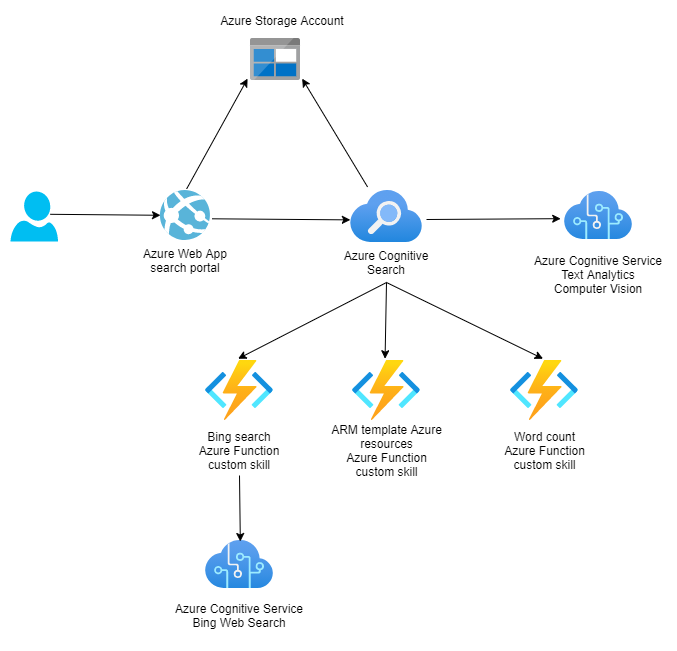 Azure Storage Account
Azure Web App
search portal
Azure Cognitive
Search
Azure Cognitive Service
Text Analytics
Computer Vision
Bing search
Azure Function
custom skill
ARM template Azure
resources
Azure Function
custom skill
Word count
Azure Function
custom skill
Azure Cognitive Service
Bing Web Search